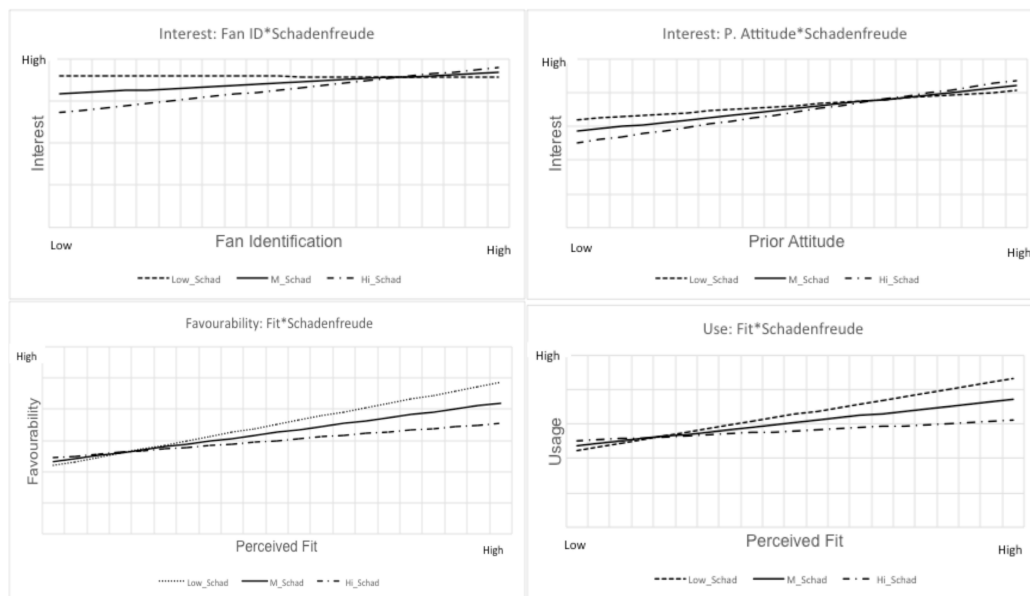 Interest: Fan ID*Schadenfreude
High
Interest
Low
Fan Identification
High
Low_Schad M_Schad Hi_Schad
Interest: P. Attitude*Schadenfreude
High
Interest
Low
Prior Attitude
High
Low_Schad M_Schad Hi_Schad
Favourability: Fit*Schadenfreude
High
Favourability
Perceived Fit
High
Low_Schad M_Schad Hi_Schad
Use: Fit*Schadenfreude
High
Usage
Low
Perceived Fit
High
Low_Schad M_Schad Hi_Schad